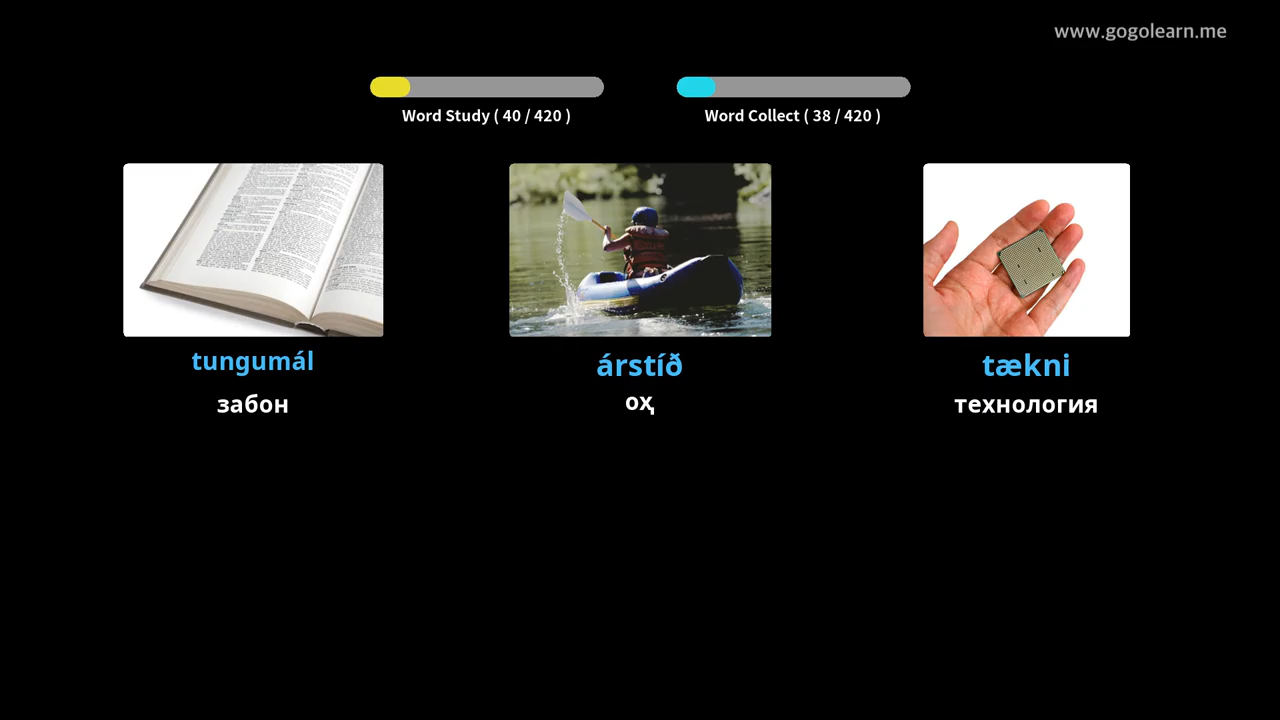 www.gogolearn.me
Word Study ( 40 / 420 )
Word Collect ( 38 / 420 )
tungumál
забон
árstíð
оҳ
tækni
технология